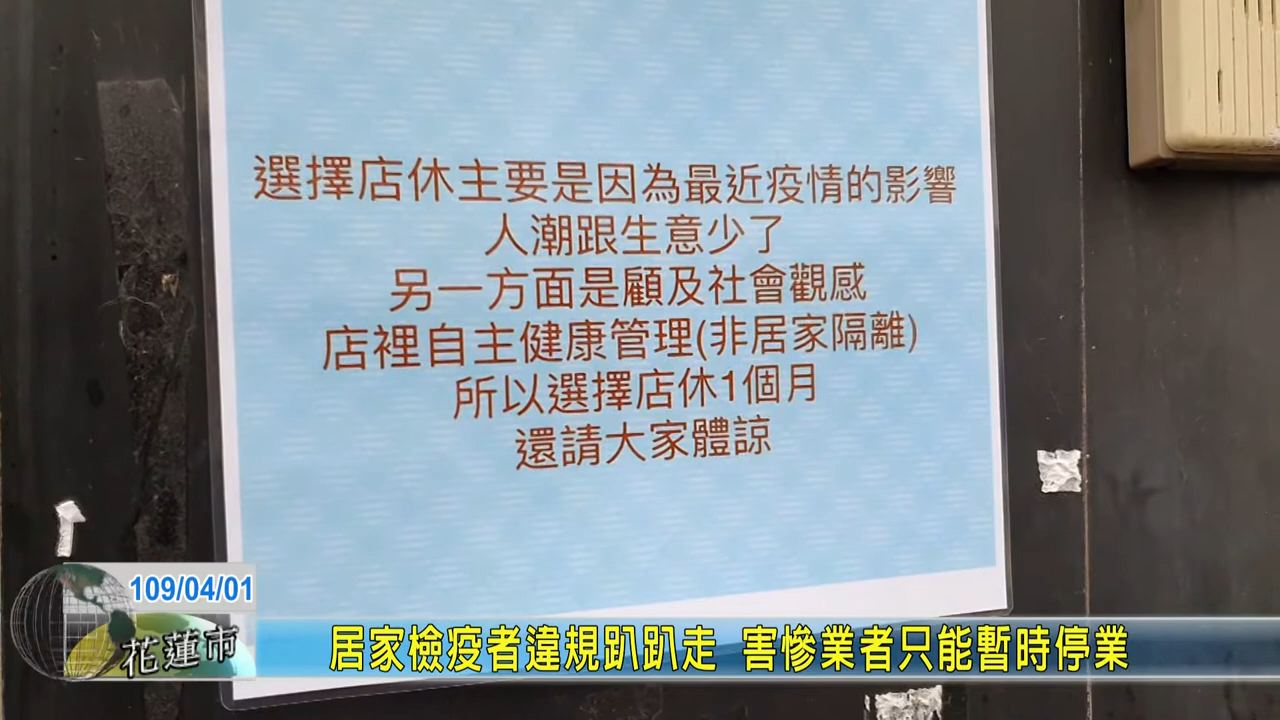 選擇店休主要是因為最近疫情的影響
人潮跟生意少了
另一方面是顧及社會觀感
店裡自主健康管理(非居家隔離)
所以選擇店休1個月
還請大家體諒
109/04/01
花蓮市
居家檢疫者違規趴趴走 害慘業者只能暫時停業